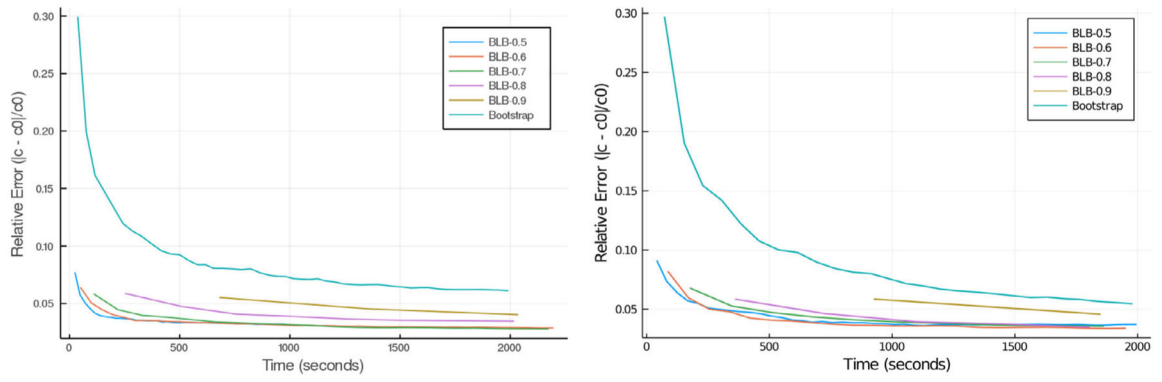 0.30
0.25
0.20
0.15
0.10
0.05
Relative Error (|c - c0|/c0)
0
500
1000
1500
2000
Time (seconds)
BLB-0.5
BLB-0.6
BLB-0.7
BLB-0.8
BLB-0.9
Bootstrap
0.30
0.25
0.20
0.15
0.10
0.05
Relative Error (|c - c0|/c0)
0
500
1000
1500
2000
Time (seconds)
BLB-0.5
BLB-0.6
BLB-0.7
BLB-0.8
BLB-0.9
Bootstrap